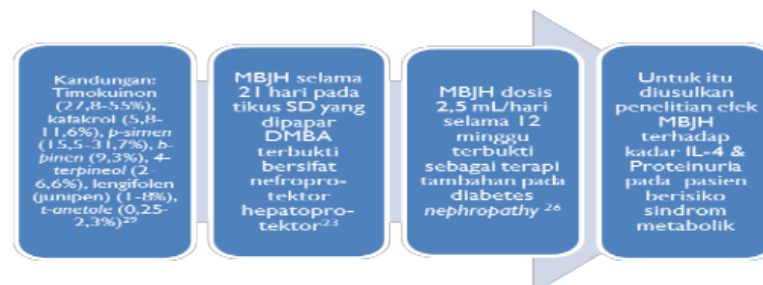 Kandungan:
Timokuinon
(27,8-55%),
kafakrol (5,8-
11,6%), p-simen
(15,5-31,7%), b-
pinen (9,3%), 4-
terpineol (2-
6,6%), lengifolen
(junipen) (1-8%),
t-anetole (0,25-
2,3%)²⁹
MBJH selama
21 hari pada
tikus SD yang
dipapar
DMBA
terbukti
bersifat
nefropro-
tektor
hepatopro-
tektor²³
MBJH dosis
2,5 mL/hari
selama 12
minggu
terbukti
sebagai terapi
tambahan pada
diabetes
nephropathy ²⁶
Untuk itu
diusulkan
penelitian efek
MBJH
terhadap
kadar IL-4 &
Proteinuria
pada pasien
berisiko
sindrom
metabolik